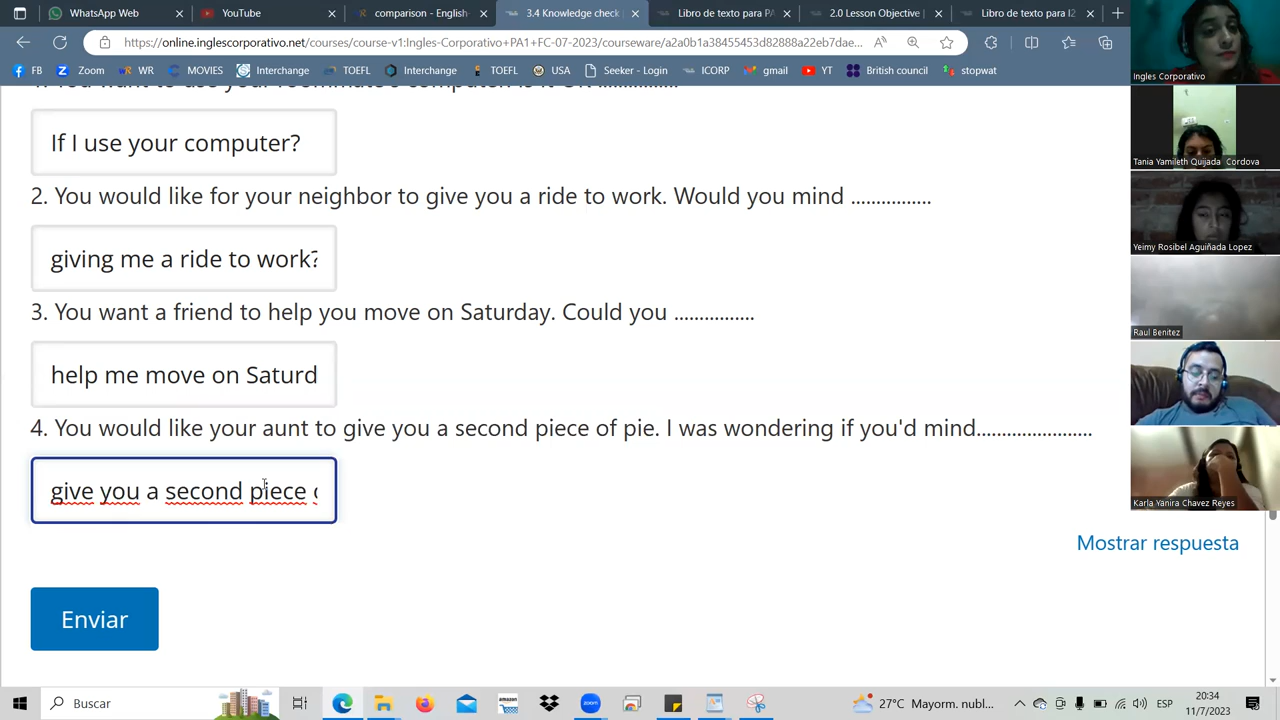 WhatsApp Web
YouTube
comparison - English-
3.4 Knowledge check
Libro de texto para PA
2.0 Lesson Objective
Libro de texto para I2
https://online.inglescorporativo.net/courses/course-v1:Ingles-Corporativo+PA1+FC-07-2023/courseware/a2a0b1a38455453d82888a22eb7dae...
FB
Zoom
WR
MOVIES
Interchange
TOEFL
Interchange
TOEFL
USA
Seeker - Login
ICORP
gmail
YT
British council
stopwat
If I use your computer?
2. You would like for your neighbor to give you a ride to work. Would you mind ................
giving me a ride to work?
3. You want a friend to help you move on Saturday. Could you ................
help me move on Saturd
4. You would like your aunt to give you a second piece of pie. I was wondering if you'd mind.......................
give you a second piece
Mostrar respuesta
Enviar
Ingles Corporativo
Tania Yamileth Quijada Cordova
Yeimy Rosibel Aguiñada Lopez
Raul Benitez
Karla Yanira Chavez Reyes
Buscar
27°C Mayorm. nubl...
ESP
20:34
11/7/2023